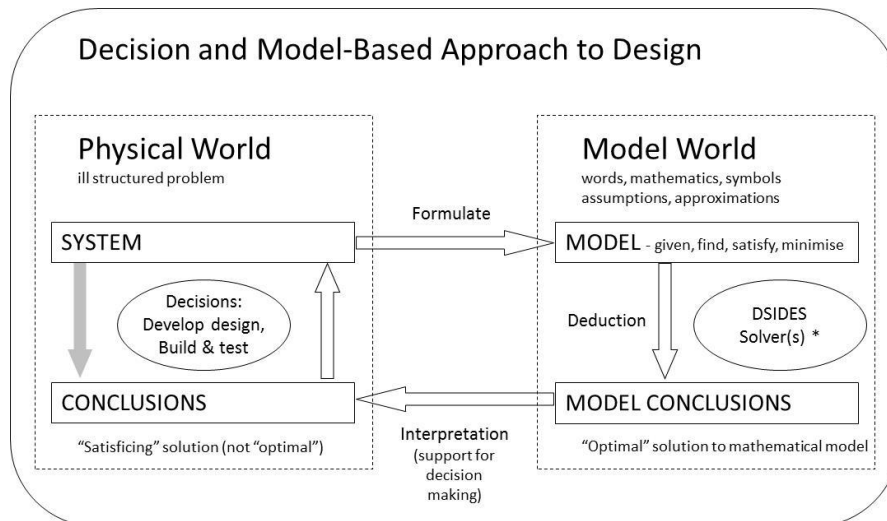 Decision and Model-Based Approach to Design
Physical World
ill structured problem
SYSTEM
Decisions:
Develop design,
Build & test
CONCLUSIONS
“Satisficing” solution (not “optimal”)
Formulate
Interpretation
(support for
decision
making)
Model World
words, mathematics, symbols
assumptions, approximations
MODEL - given, find, satisfy, minimise
Deduction
DSIDES
Solver(s) *
MODEL CONCLUSIONS
“Optimal” solution to mathematical model